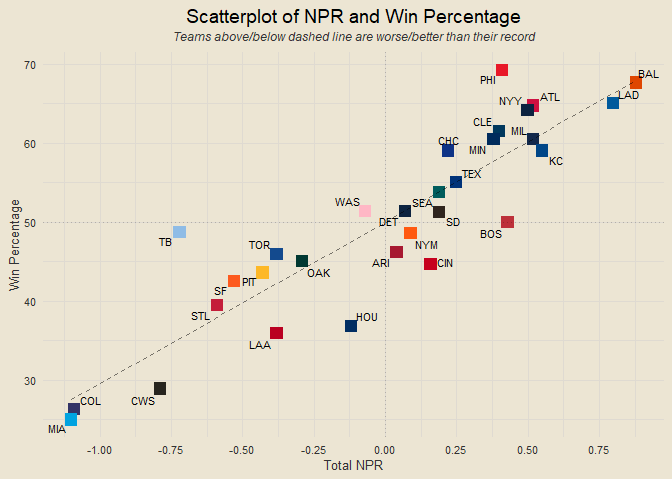 Scatterplot of NPR and Win Percentage
Teams above/below dashed line are worse/better than their record
70
60
50
40
30
Win Percentage
PHI
BAL
NYY
ATL
LAD
CLE
MIL
CHC
MIN
KC
TEX
WAS
SEA
DET
SD
BOS
TB
TOR
NYM
ARI
CIN
OAK
PIT
SF
STL
HOU
LAA
COL
CWS
MIA
-1.00
-0.75
-0.50
-0.25
0.00
0.25
0.50
0.75
Total NPR